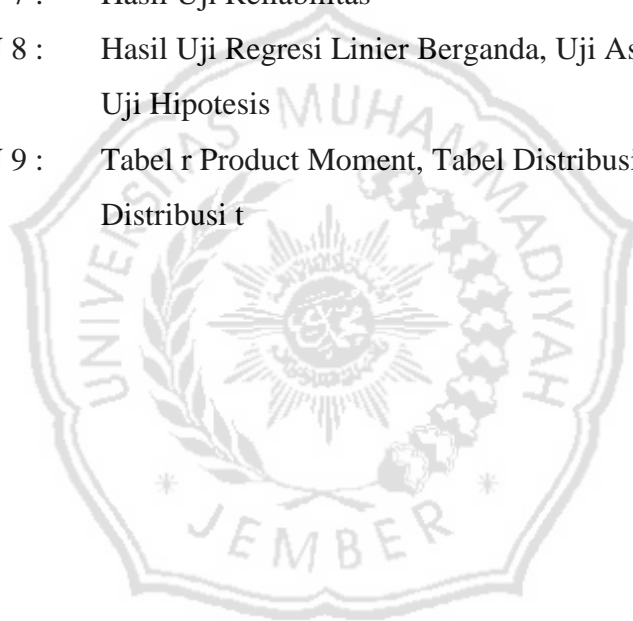 7 : Hasil Uji Reliabilitas
8 : Hasil Uji Regresi Linier Berganda, Uji As
Uji Hipotesis
9 : Tabel r Product Moment, Tabel Distribusi
Distribusi t
UNIVERSITAS MUHAMMADIYAH
* JEMBER *